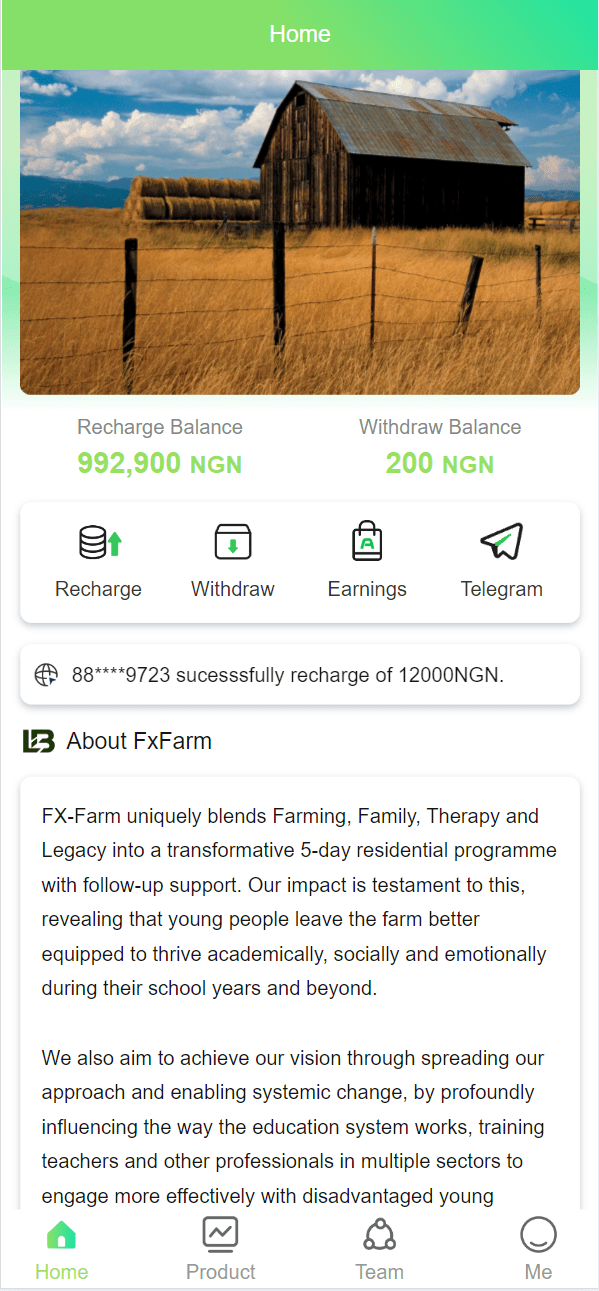 Home
Recharge Balance
Withdraw Balance
992,900 NGN
200 NGN
Recharge
Withdraw
Earnings
Telegram
88****9723 sucesssfully recharge of 12000NGN.
About FxFarm
FX-Farm uniquely blends Farming, Family, Therapy and
Legacy into a transformative 5-day residential programme
with follow-up support. Our impact is testament to this,
revealing that young people leave the farm better
equipped to thrive academically, socially and emotionally
during their school years and beyond.
We also aim to achieve our vision through spreading our
approach and enabling systemic change, by profoundly
influencing the way the education system works, training
teachers and other professionals in multiple sectors to
engage more effectively with disadvantaged young
Home
Product
Team
Me